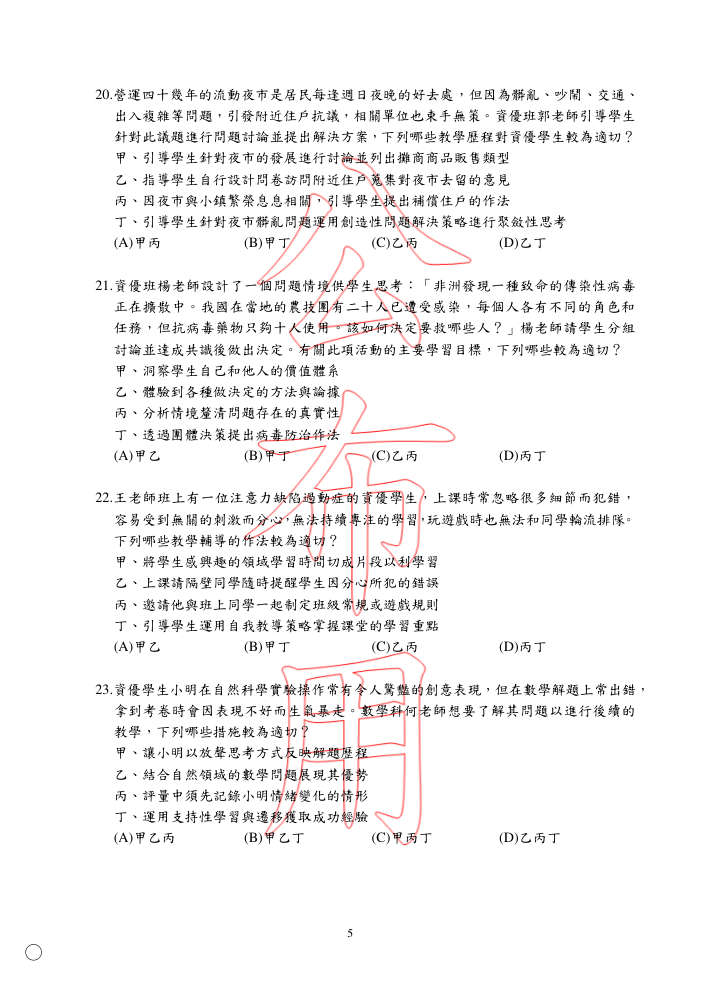 20.營運四十幾年的流動夜市是居民每逢週日夜晚的好去處，但因為髒亂、吵鬧、交通、
出入複雜等問題，引發附近住戶抗議，相關單位也束手無策。資優班郭老師引導學生
針對此議題進行問題討論並提出解決方案，下列哪些教學歷程對資優學生較為適切？
甲、引導學生針對夜市的發展進行討論並列出攤商商品販售類型
乙、指導學生自行設計問卷訪問附近住戶蒐集對夜市去留的意見
丙、因夜市與小鎮繁榮息息相關，引導學生提出補償住戶的作法
丁、引導學生針對夜市髒亂問題運用創造性問題解決策略進行聚斂性思考
(A)甲丙 (B)甲丁 (C)乙丙 (D)乙丁
21.資優班楊老師設計了一個問題情境供學生思考：「非洲發現一種致命的傳染性病毒
正在擴散中。我國在當地的農技團有二十人已遭受感染，每個人各有不同的角色和
任務，但抗病毒藥物只夠十人使用。該如何決定要救哪些人？」楊老師請學生分組
討論並達成共識後做出決定。有關此項活動的主要學習目標，下列哪些較為適切？
甲、洞察學生自己和他人的價值體系
乙、體驗到各種做決定的方法與論據
丙、分析情境釐清問題存在的真實性
丁、透過團體決策提出病毒防治作法
(A)甲乙 (B)甲丁 (C)乙丙 (D)丙丁
22.王老師班上有一位注意力缺陷過動症的資優學生，上課時常忽略很多細節而犯錯，
容易受到無關的刺激而分心，無法持續專注的學習，玩遊戲時也無法和同學輪流排隊。
下列哪些教學輔導的作法較為適切？
甲、將學生感興趣的領域學習時間切成片段以利學習
乙、上課請隔壁同學隨時提醒學生因分心所犯的錯誤
丙、邀請他與班上同學一起制定班級常規或遊戲規則
丁、引導學生運用自我教導策略掌握課堂的學習重點
(A)甲乙 (B)甲丁 (C)乙丙 (D)丙丁
23.資優學生小明在自然科學實驗操作常有令人驚豔的創意表現，但在數學解題上常出錯，
拿到考卷時會因表現不好而生氣暴走。數學科何老師想要了解其問題以進行後續的
教學，下列哪些措施較為適切？
甲、讓小明以放聲思考方式反映解題歷程
乙、結合自然領域的數學問題展現其優勢
丙、評量中須先記錄小明情緒變化的情形
丁、運用支持性學習與遷移獲取成功經驗
(A)甲乙丙 (B)甲乙丁 (C)甲丙丁 (D)乙丙丁
公布用
5